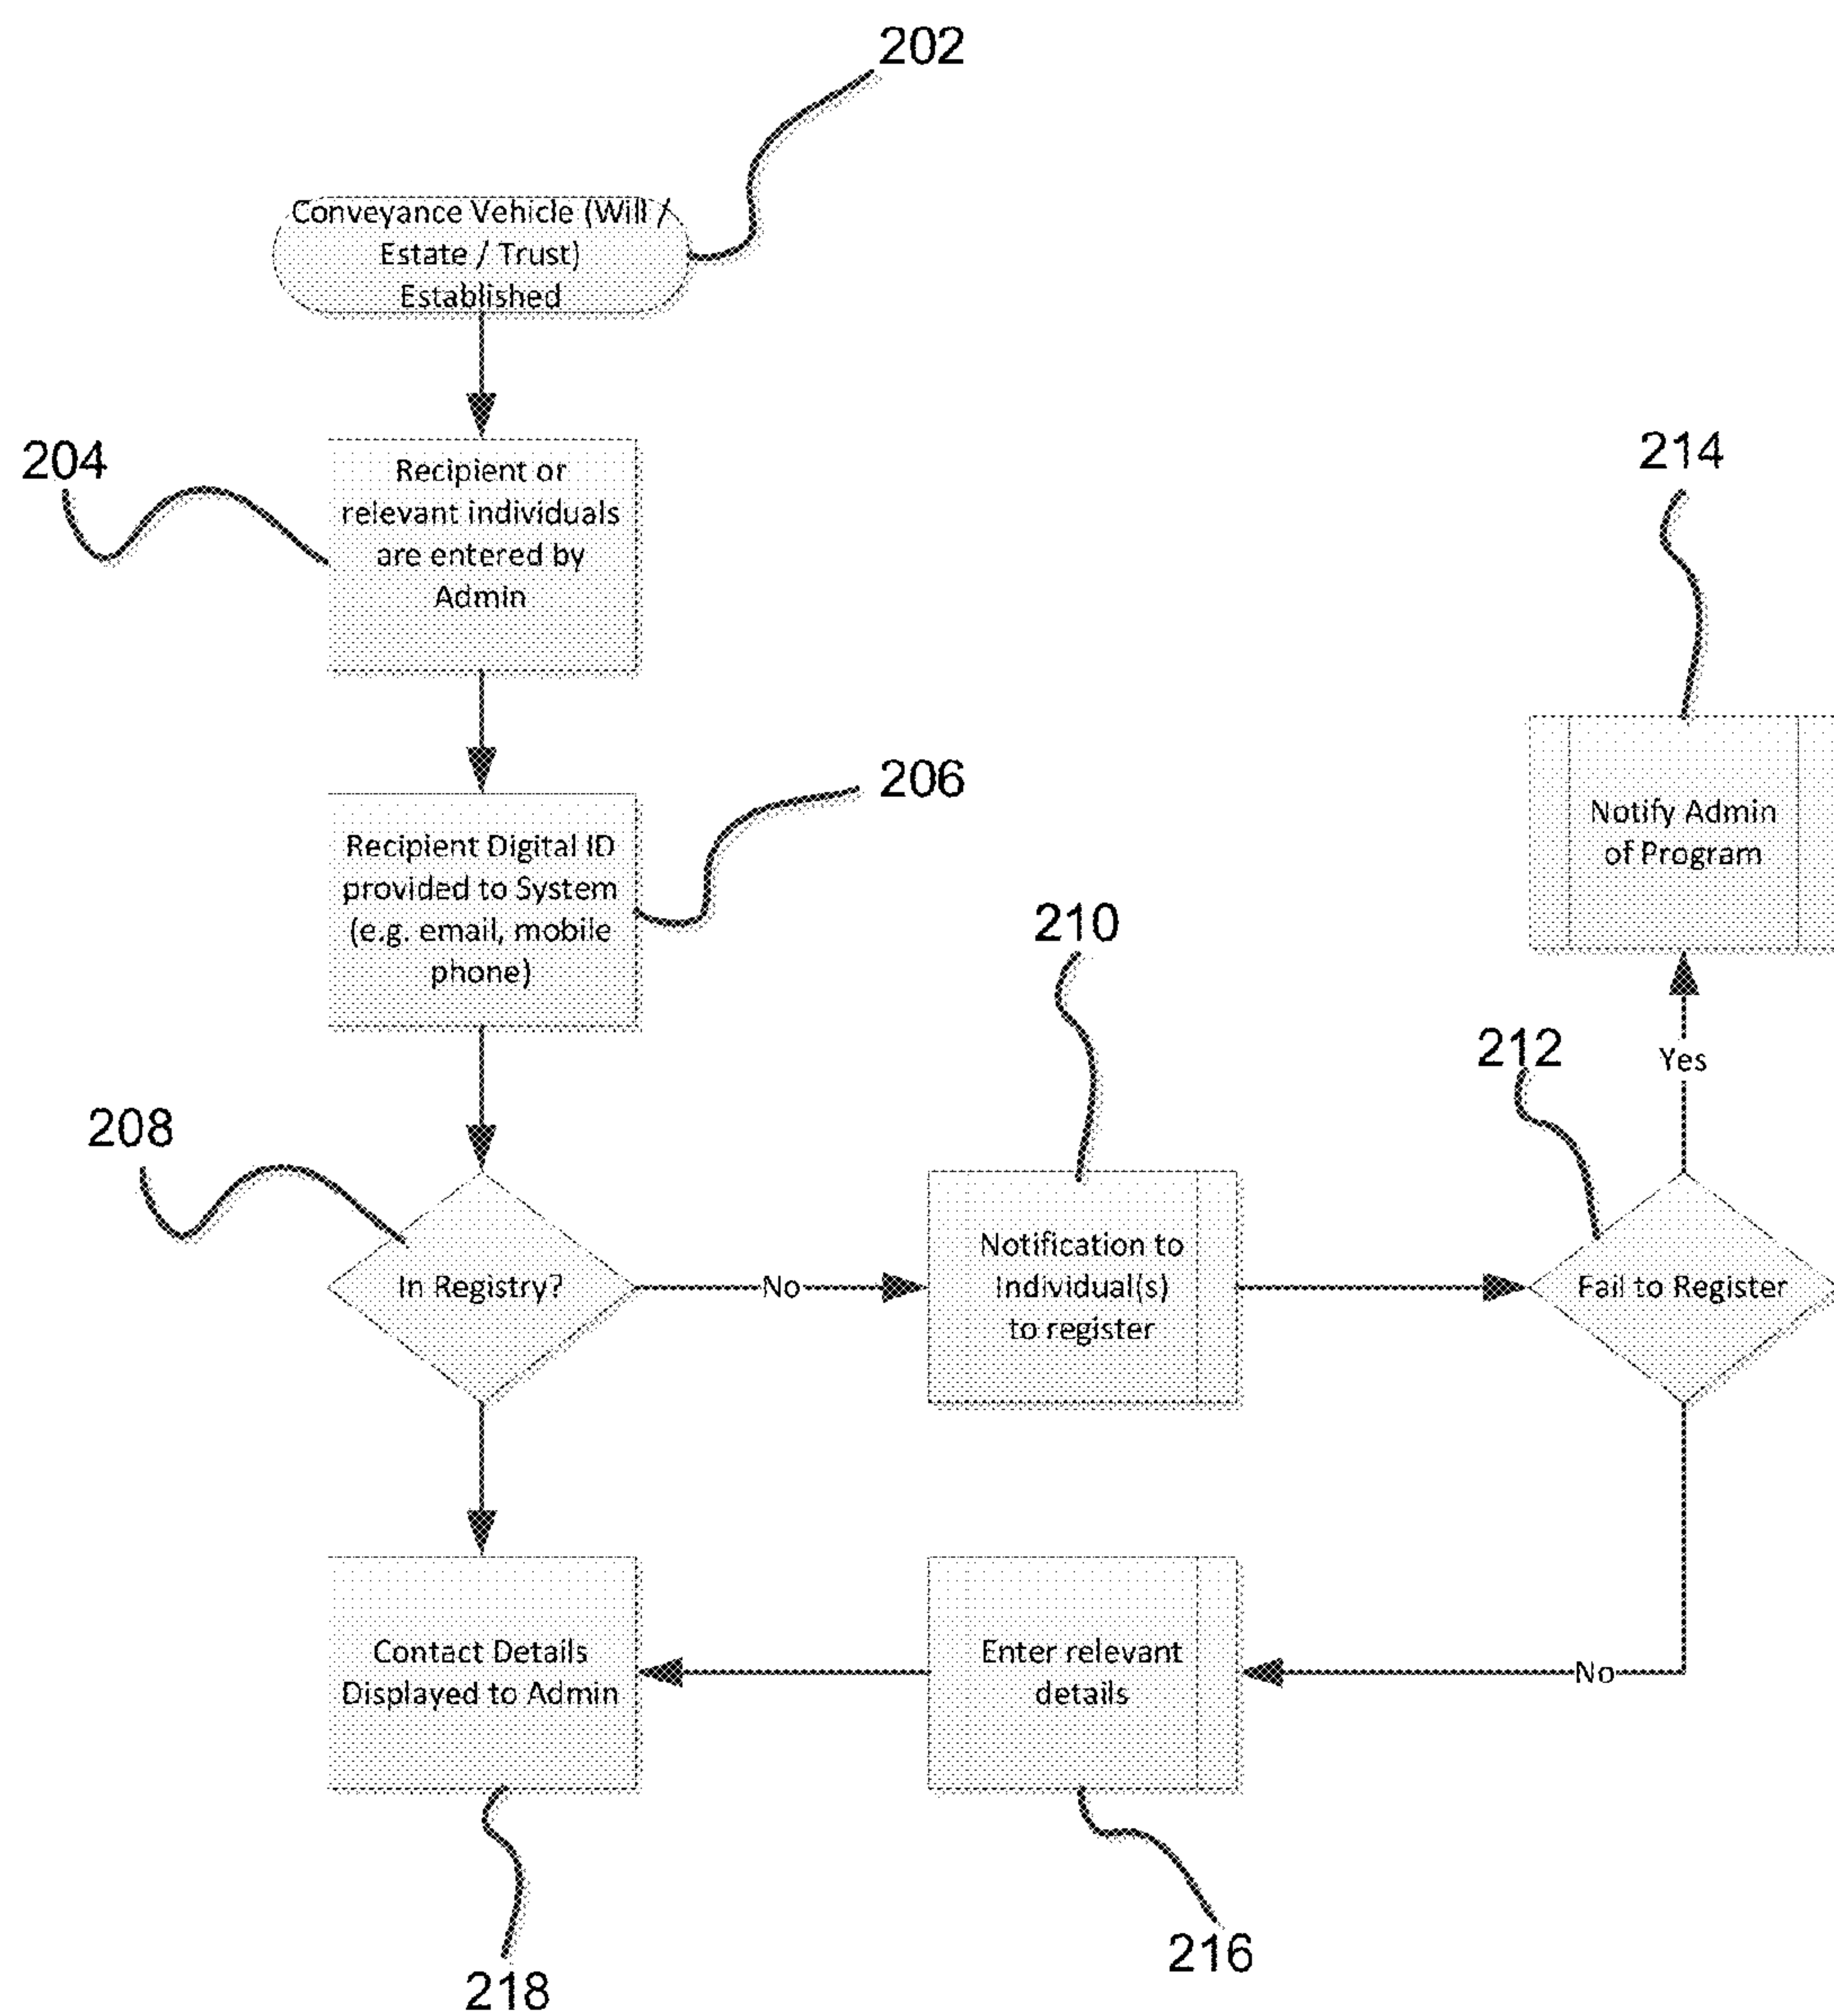 202
Conveyance Vehicle (Will /
Estate / Trust)
Established
204
Recipient or
relevant individuals
are entered by
Admin
206
Recipient Digital ID
provided to System
(e.g. email, mobile
phone)
208
In Registry?
No
210
Notification to
Individual(s)
to register
212
Fail to Register
Yes
214
Notify Admin
of Program
No
216
Enter relevant
details
Contact Details
Displayed to Admin
218